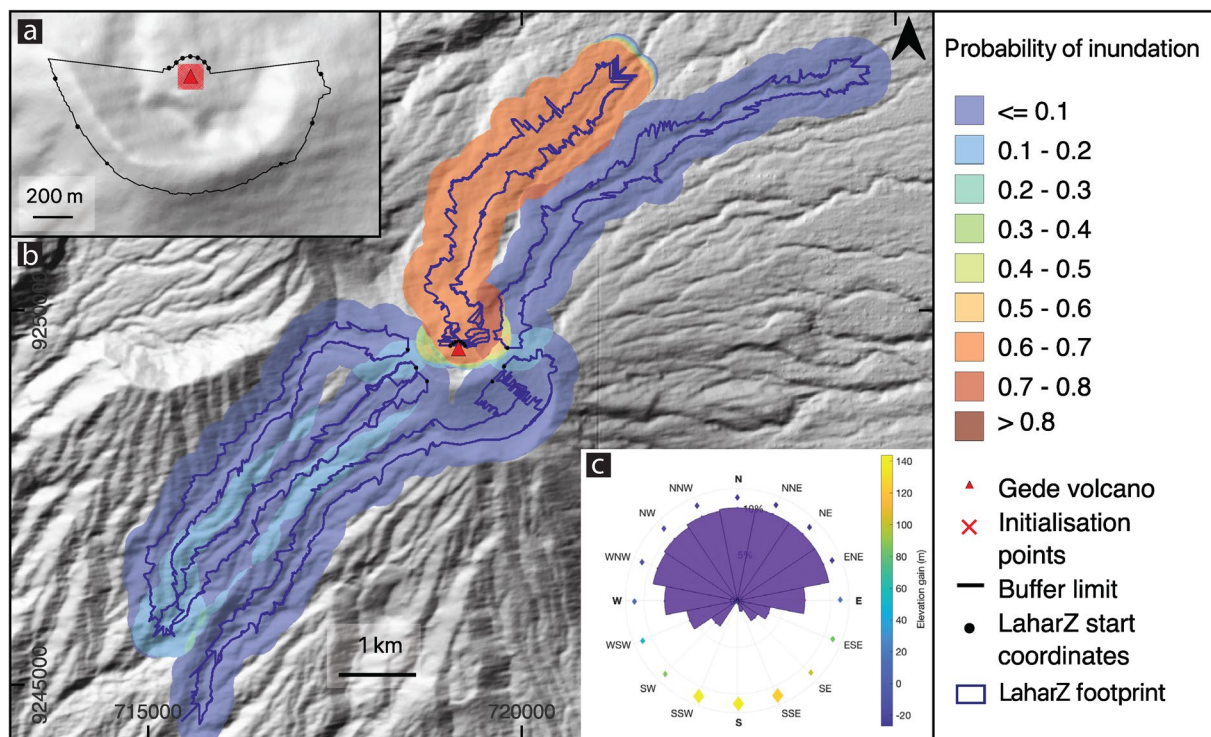 a
200 m
b
9250000
9245000
715000
720000
1 km
c
N
NNW
NNE
NW
NE
WNW
ENE
W
E
WSW
ESE
SW
SE
SSW
SSE
S
10%
5%
140
120
100
80
60
40
20
0
-20
Elevation gain (m)
Probability of inundation
<= 0.1
0.1 - 0.2
0.2 - 0.3
0.3 - 0.4
0.4 - 0.5
0.5 - 0.6
0.6 - 0.7
0.7 - 0.8
> 0.8
Gede volcano
Initialisation
points
Buffer limit
LaharZ start
coordinates
LaharZ footprint